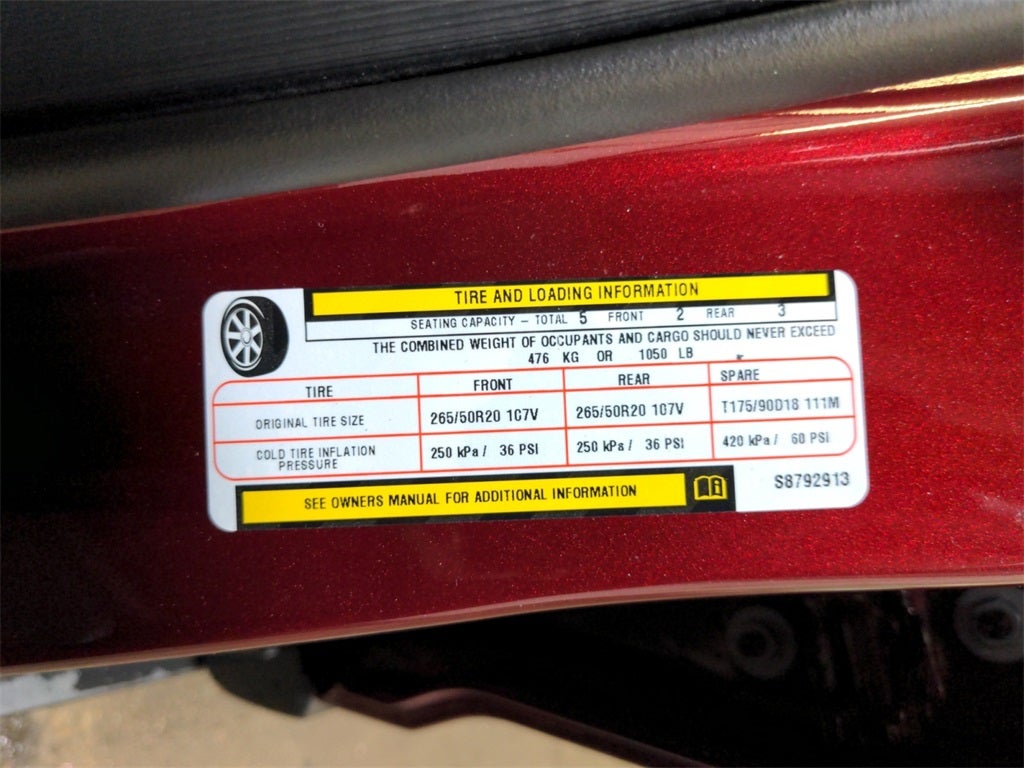 TIRE AND LOADING INFORMATION
SEATING CAPACITY – TOTAL 5 FRONT 2 REAR 3
THE COMBINED WEIGHT OF OCCUPANTS AND CARGO SHOULD NEVER EXCEED
476 KG OR 1050 LB
TIRE FRONT REAR SPARE
ORIGINAL TIRE SIZE 265/50R20 107V 265/50R20 107V T175/90D18 111M
COLD TIRE INFLATION PRESSURE 250 kPa / 36 PSI 250 kPa / 36 PSI 420 kPa / 60 PSI
SEE OWNERS MANUAL FOR ADDITIONAL INFORMATION
S8792913